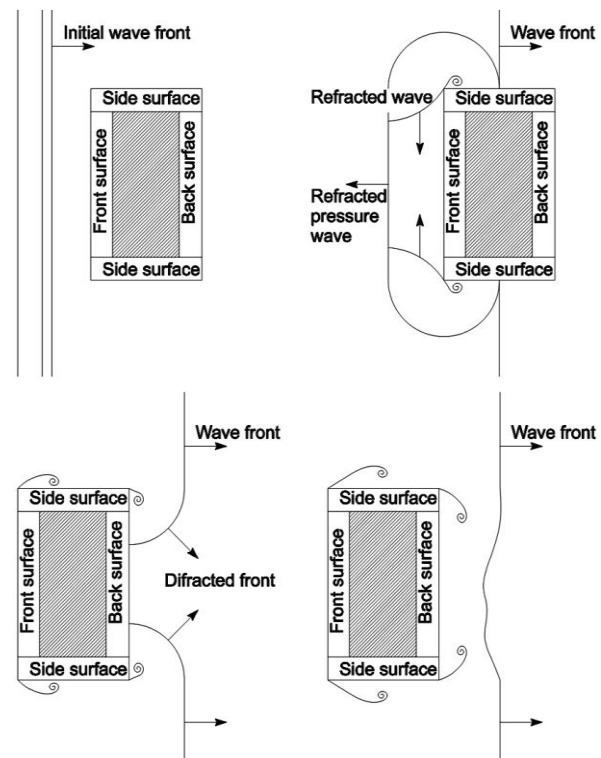 Initial wave front
Side surface
Front surface
Back surface
Side surface
Wave front
Refracted wave
Refracted
pressure
wave
Side surface
Front surface
Back surface
Side surface
Wave front
Side surface
Front surface
Back surface
Difracted front
Side surface
Wave front
Side surface
Front surface
Back surface
Side surface